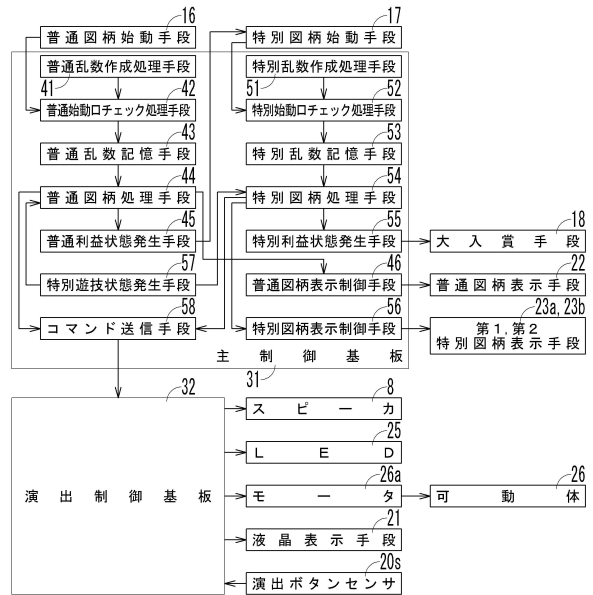 16
普通図柄始動手段
17
特別図柄始動手段
普通乱数作成処理手段
41
特別乱数作成処理手段
51
42
普通始動口チェック処理手段
52
特別始動口チェック処理手段
43
普通乱数記憶手段
53
特別乱数記憶手段
44
普通図柄処理手段
54
特別図柄処理手段
45
普通利益状態発生手段
55
特別利益状態発生手段
18
大入賞手段
57
特別遊技状態発生手段
46
普通図柄表示制御手段
22
普通図柄表示手段
58
コマンド送信手段
56
特別図柄表示制御手段
23a, 23b
第1,第2
特別図柄表示手段
主制御基板
31
32
演出制御基板
8
スピーカ
25
LED
26a
モータ
26
可動体
21
液晶表示手段
20s
演出ボタンセンサ